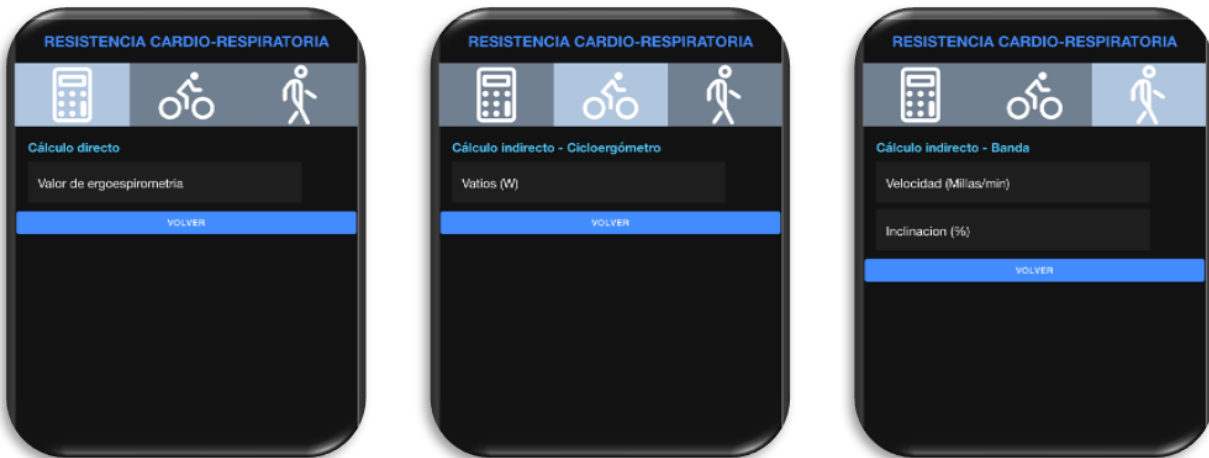 RESISTENCIA CARDIO-RESPIRATORIA
Cálculo directo
Valor de ergoespirometria
VOLVER
RESISTENCIA CARDIO-RESPIRATORIA
Cálculo indirecto - Cicloergómetro
Vatios (W)
VOLVER
RESISTENCIA CARDIO-RESPIRATORIA
Cálculo indirecto - Banda
Velocidad (Millas/min)
Inclinacion (%)
VOLVER